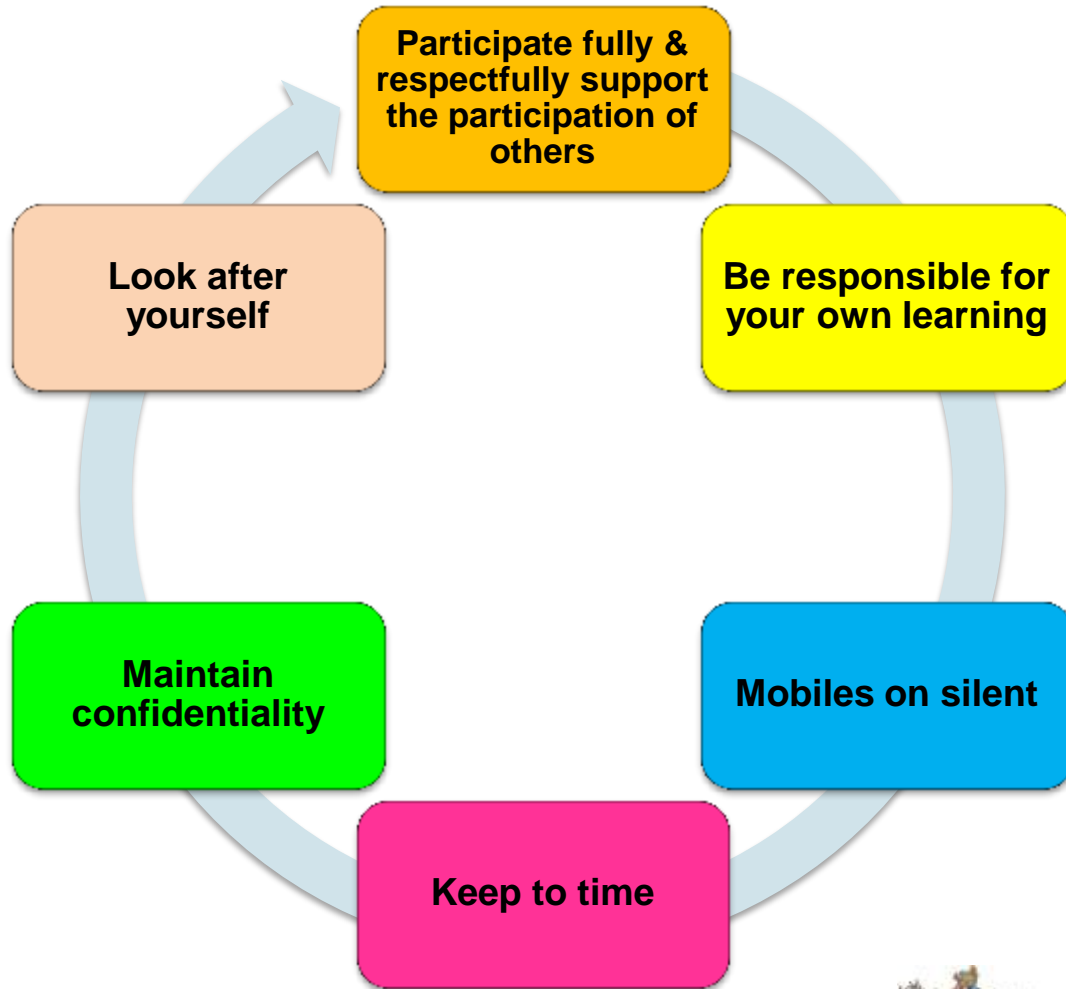 Participate fully &
respectfully support
the participation of
others
Be responsible for
your own learning
Mobiles on silent
Keep to time
Maintain
confidentiality
Look after
yourself